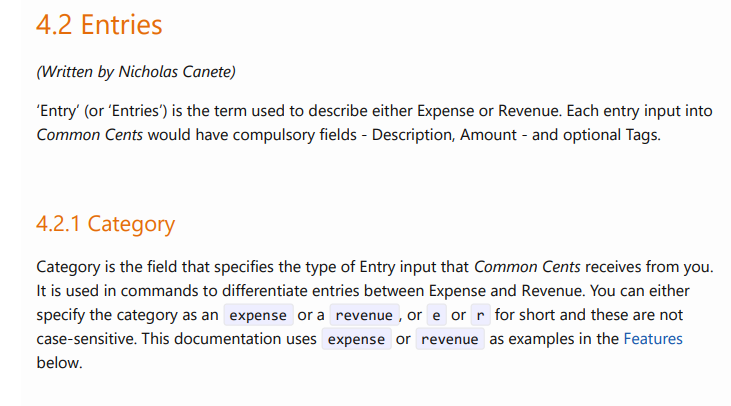 4.2 Entries
(Written by Nicholas Canete)
‘Entry’ (or ‘Entries’) is the term used to describe either Expense or Revenue. Each entry input into
Common Cents would have compulsory fields - Description, Amount - and optional Tags.
4.2.1 Category
Category is the field that specifies the type of Entry input that Common Cents receives from you.
It is used in commands to differentiate entries between Expense and Revenue. You can either
specify the category as an expense or a revenue, or e or r for short and these are not
case-sensitive. This documentation uses expense or revenue as examples in the Features
below.